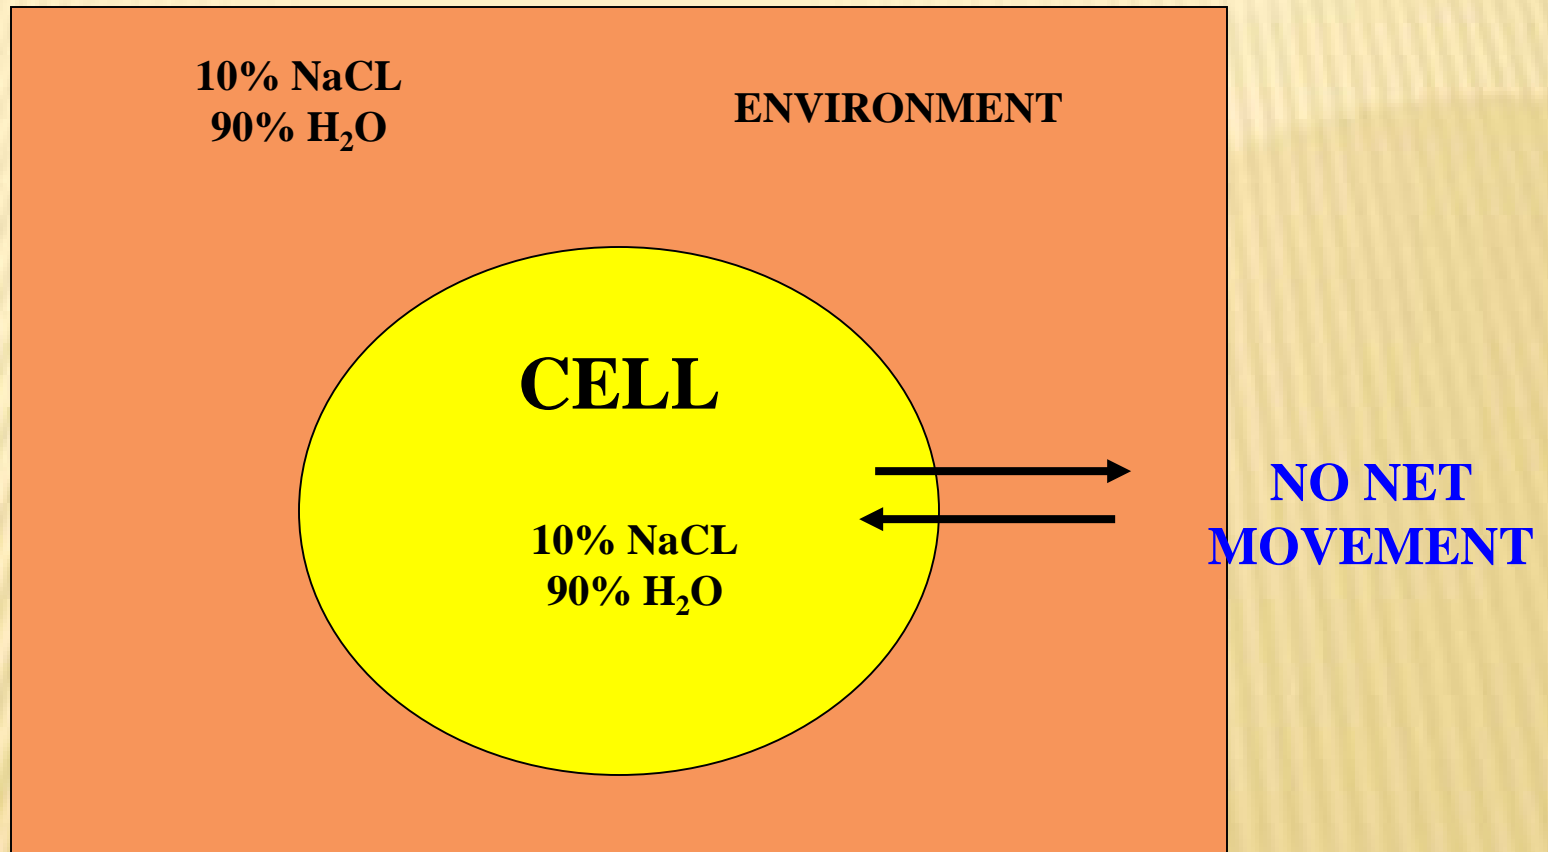 10% NaCL
90% H₂O
ENVIRONMENT
CELL
10% NaCL
90% H₂O
NO NET
MOVEMENT